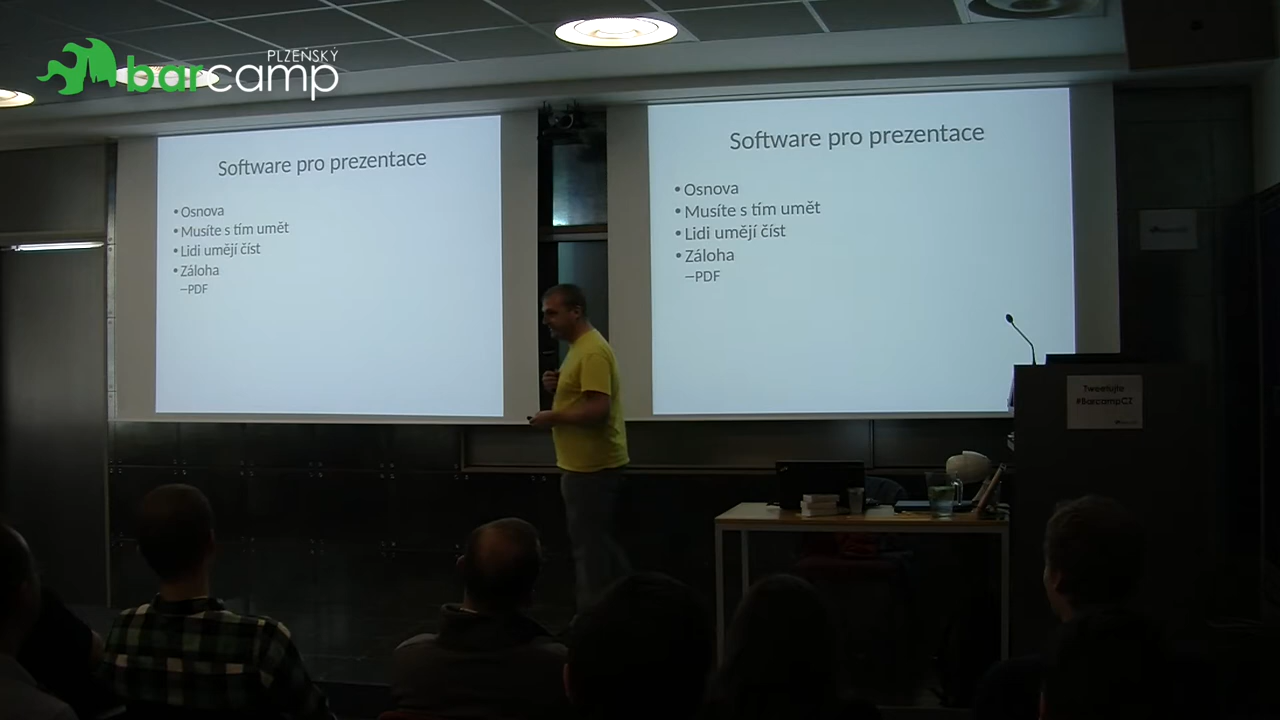 PLZEŇSKÝ
barcamp
Software pro prezentace
• Osnova
• Musíte s tím umět
• Lidi umějí číst
• Záloha
–PDF
Software pro prezentace
• Osnova
• Musíte s tím umět
• Lidi umějí číst
• Záloha
–PDF
Tweetujte
#BarcampCZ